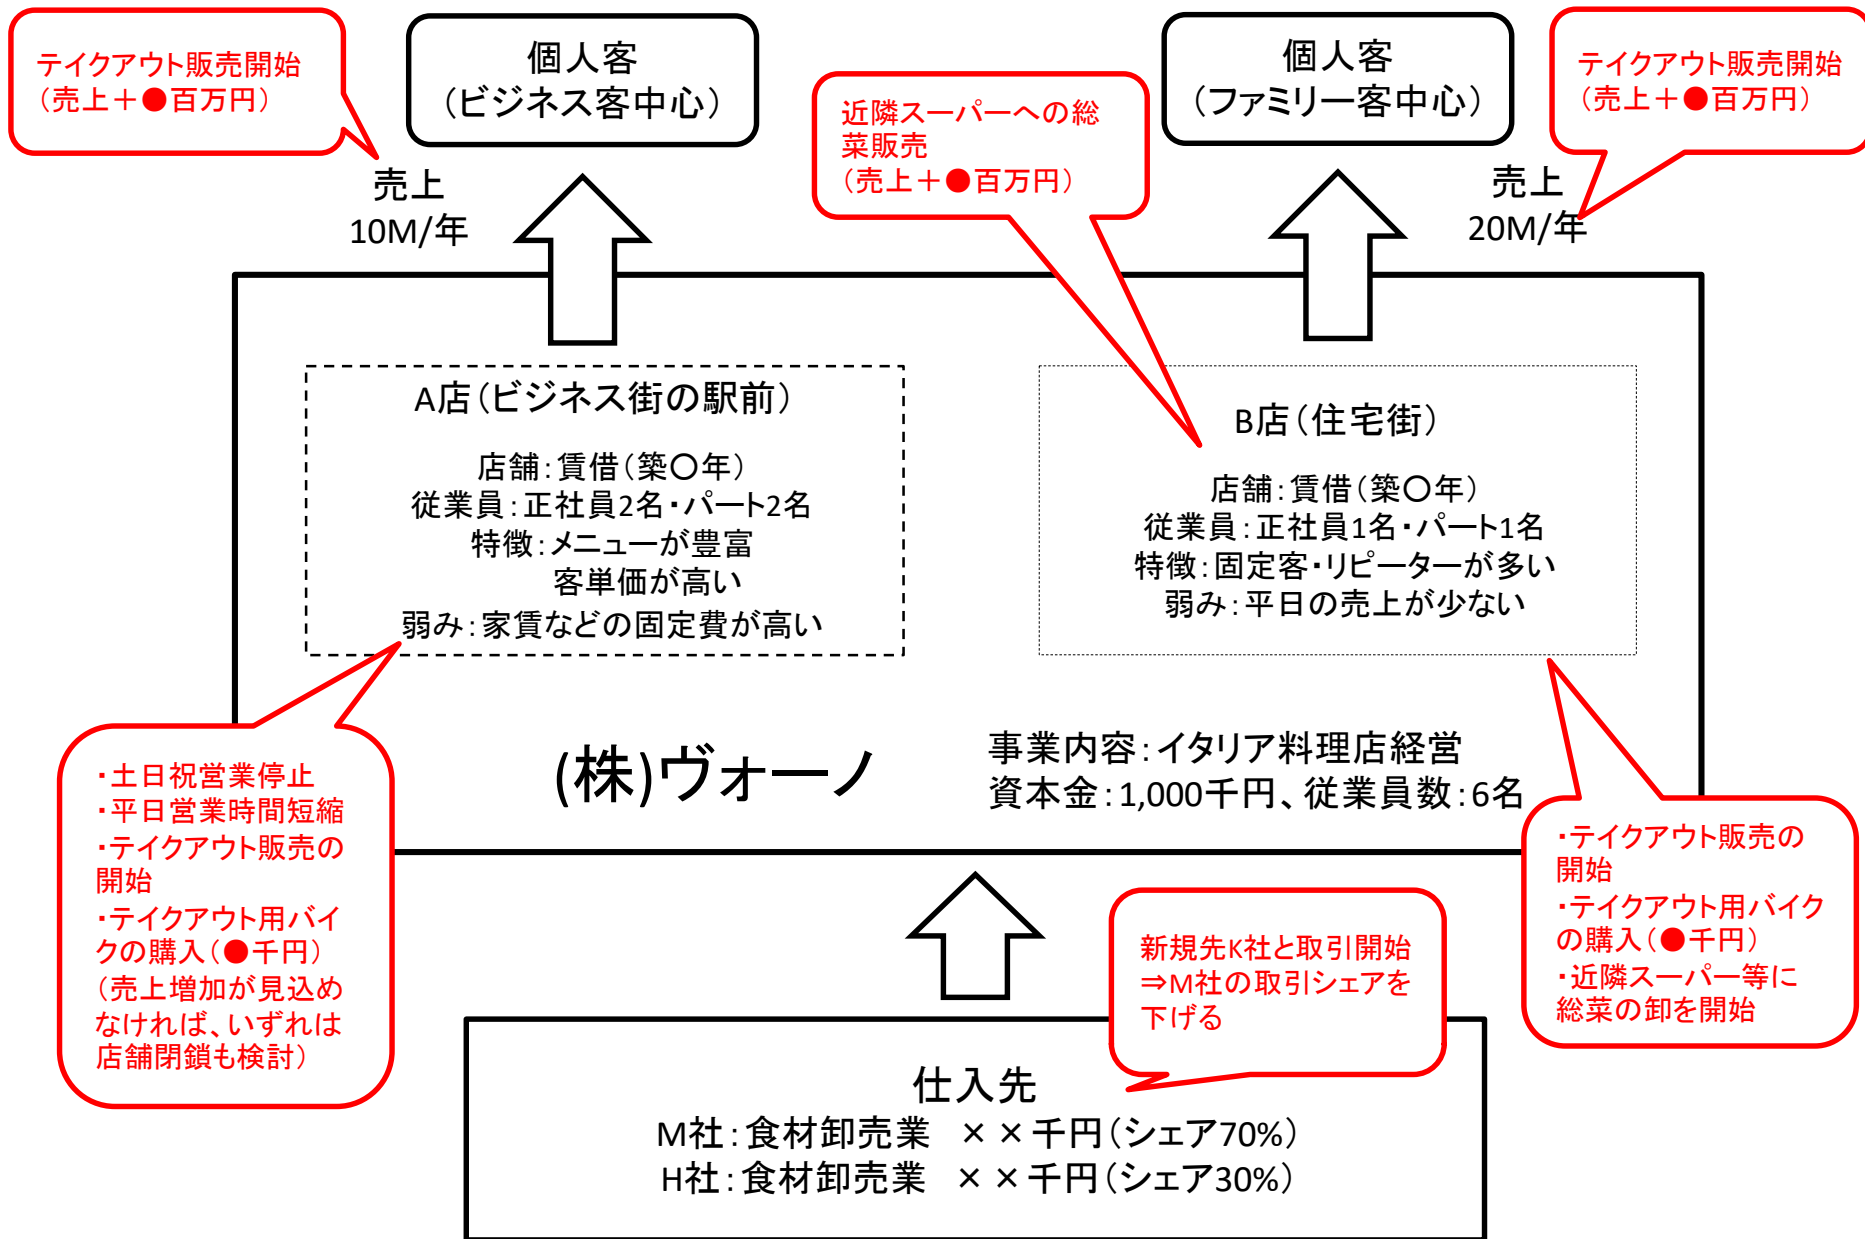 テイクアウト販売開始
（売上＋●百万円）
個人客
（ビジネス客中心）
売上
10M/年
近隣スーパーへの総
菜販売
（売上＋●百万円）
個人客
（ファミリー客中心）
テイクアウト販売開始
（売上＋●百万円）
売上
20M/年
A店（ビジネス街の駅前）
店舗：賃借（築〇年）
従業員：正社員2名・パート2名
特徴：メニューが豊富
客単価が高い
弱み：家賃などの固定費が高い
B店（住宅街）
店舗：賃借（築〇年）
従業員：正社員1名・パート1名
特徴：固定客・リピーターが多い
弱み：平日の売上が少ない
(株)ヴォーノ
事業内容：イタリア料理店経営
資本金：1,000千円、従業員数：6名
・土日祝営業停止
・平日営業時間短縮
・テイクアウト販売の
開始
・テイクアウト用バイ
クの購入（●千円）
（売上増加が見込め
なければ、いずれは
店舗閉鎖も検討）
・テイクアウト販売の
開始
・テイクアウト用バイク
の購入（●千円）
・近隣スーパー等に
総菜の卸を開始
新規先K社と取引開始
⇒M社の取引シェアを
下げる
仕入先
M社：食材卸売業　××千円（シェア70%）
H社：食材卸売業　××千円（シェア30%）